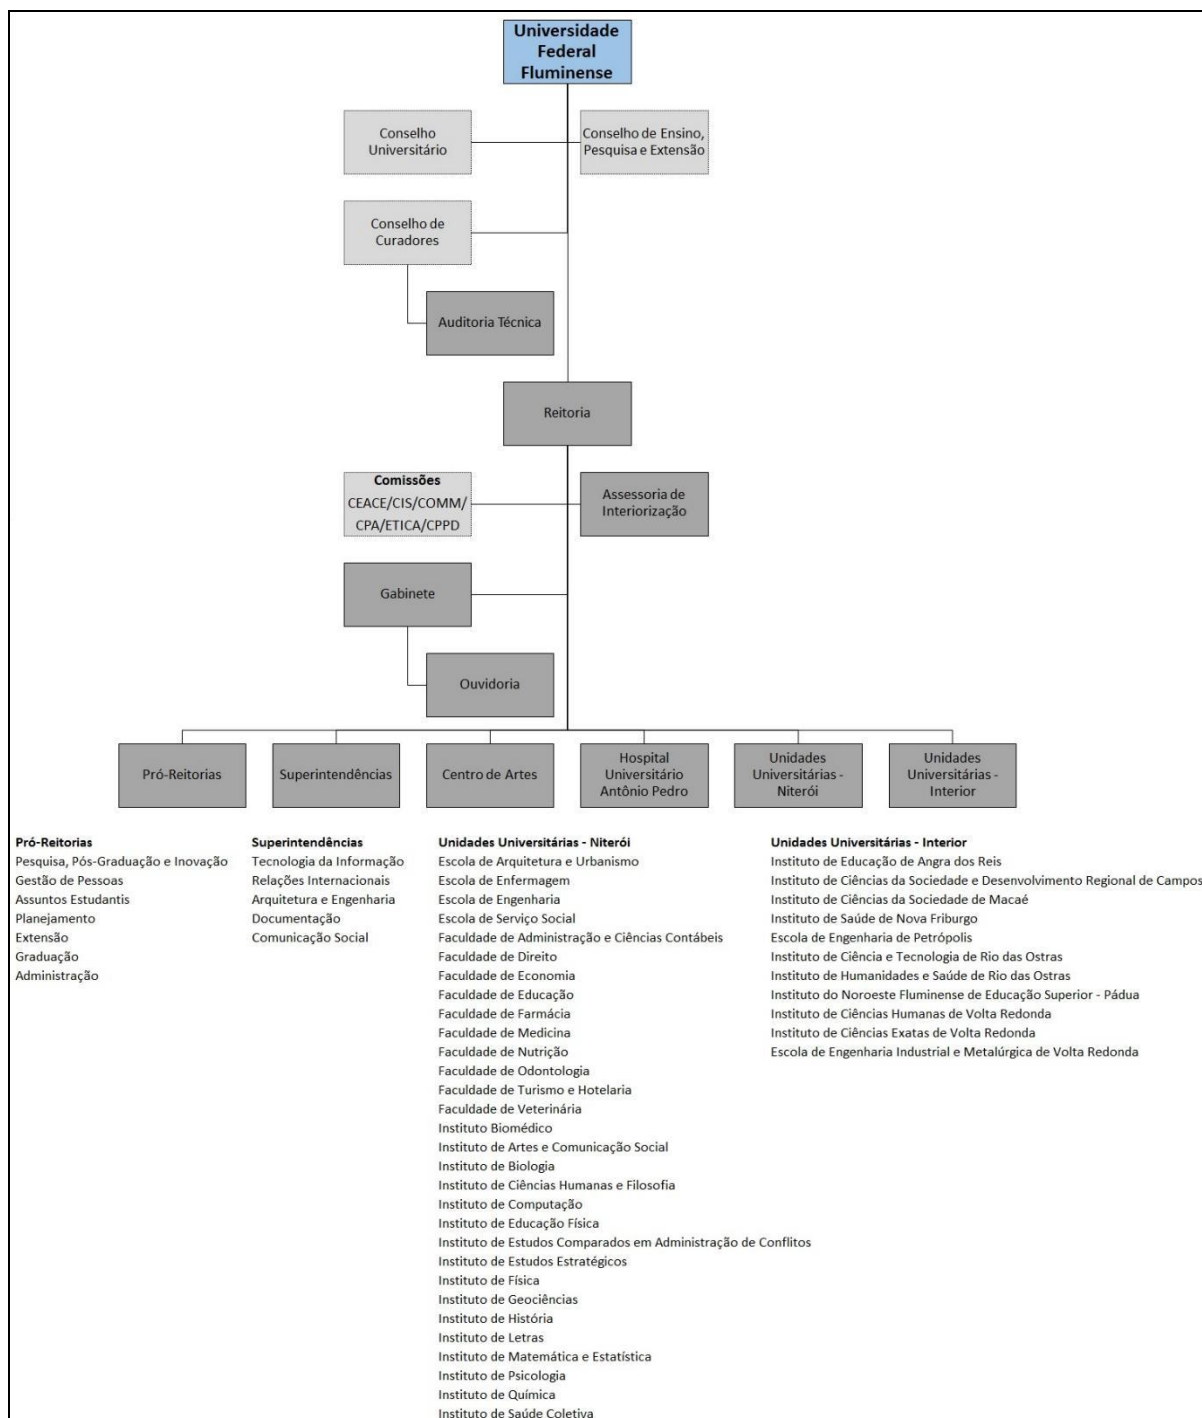 Universidade
Federal
Fluminense
Conselho
Universitário
Conselho de Ensino,
Pesquisa e Extensão
Conselho de
Curadores
Auditoria Técnica
Reitoria
Comissões
CEACE/CIS/COMM/
CPA/ETICA/CPPD
Assessoria de
Interiorização
Gabinete
Ouvidoria
Pró-Reitorias
Superintendências
Centro de Artes
Hospital
Universitário
Antônio Pedro
Unidades
Universitárias -
Niterói
Unidades
Universitárias -
Interior
Pró-Reitorias
Pesquisa, Pós-Graduação e Inovação
Gestão de Pessoas
Assuntos Estudantis
Planejamento
Extensão
Graduação
Administração
Superintendências
Tecnologia da Informação
Relações Internacionais
Arquitetura e Engenharia
Documentação
Comunicação Social
Unidades Universitárias - Niterói
Escola de Arquitetura e Urbanismo
Escola de Enfermagem
Escola de Engenharia
Escola de Serviço Social
Faculdade de Administração e Ciências Contábeis
Faculdade de Direito
Faculdade de Economia
Faculdade de Educação
Faculdade de Farmácia
Faculdade de Medicina
Faculdade de Nutrição
Faculdade de Odontologia
Faculdade de Turismo e Hotelaria
Faculdade de Veterinária
Instituto Biomédico
Instituto de Artes e Comunicação Social
Instituto de Biologia
Instituto de Ciências Humanas e Filosofia
Instituto de Computação
Instituto de Educação Física
Instituto de Estudos Comparados em Administração de Conflitos
Instituto de Estudos Estratégicos
Instituto de Física
Instituto de Geociências
Instituto de História
Instituto de Letras
Instituto de Matemática e Estatística
Instituto de Psicologia
Instituto de Química
Instituto de Saúde Coletiva
Unidades Universitárias - Interior
Instituto de Educação de Angra dos Reis
Instituto de Ciências da Sociedade e Desenvolvimento Regional de Campos
Instituto de Ciências da Sociedade de Macaé
Instituto de Saúde de Nova Friburgo
Escola de Engenharia de Petrópolis
Instituto de Ciência e Tecnologia de Rio das Ostras
Instituto de Humanidades e Saúde de Rio das Ostras
Instituto do Noroeste Fluminense de Educação Superior - Pádua
Instituto de Ciências Humanas de Volta Redonda
Instituto de Ciências Exatas de Volta Redonda
Escola de Engenharia Industrial e Metalúrgica de Volta Redonda